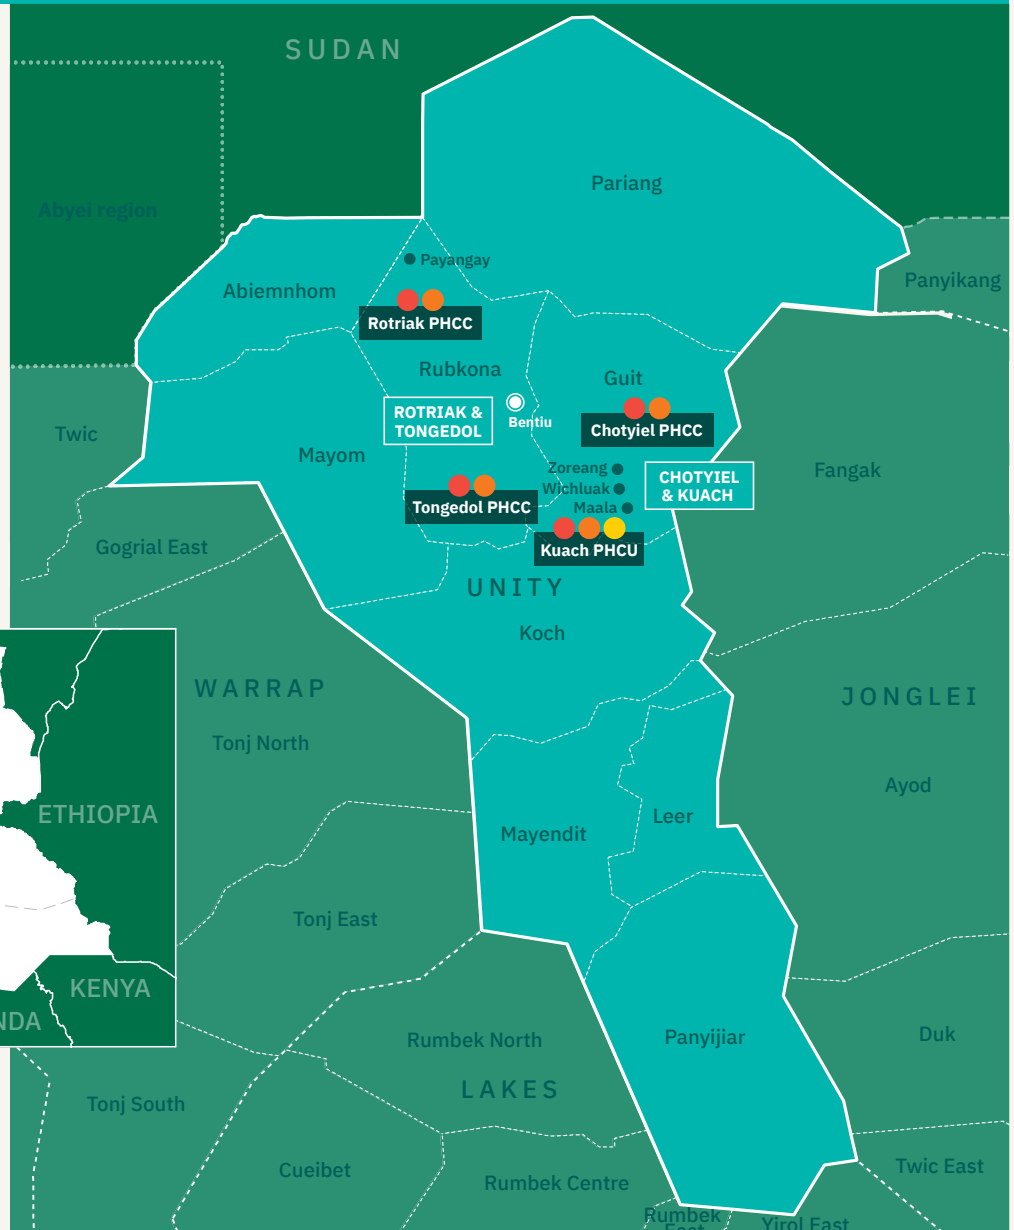 SUDAN
Pariang
Abyei region
Payangay
Panyikang
Abiemnhom
Rotriak PHCC
Rubkona
Guit
ROTRIAK &
TONGEDOL
Bentiu
Chotyiel PHCC
Twic
Mayom
Zoreang
Wichluak
Maala
CHOTYIEL
& KUACH
Fangak
Tongedol PHCC
Kuach PHCU
Gogrial East
UNITY
Koch
WARRAP
JONGLEI
Tonj North
Ayod
ETHIOPIA
Leer
Mayendit
Tonj East
KENYA
NDA
Rumbek North
Panyijiar
Duk
LAKES
Tonj South
Cueibet
Rumbek Centre
Twic East
Rumbek
East
Yirol East